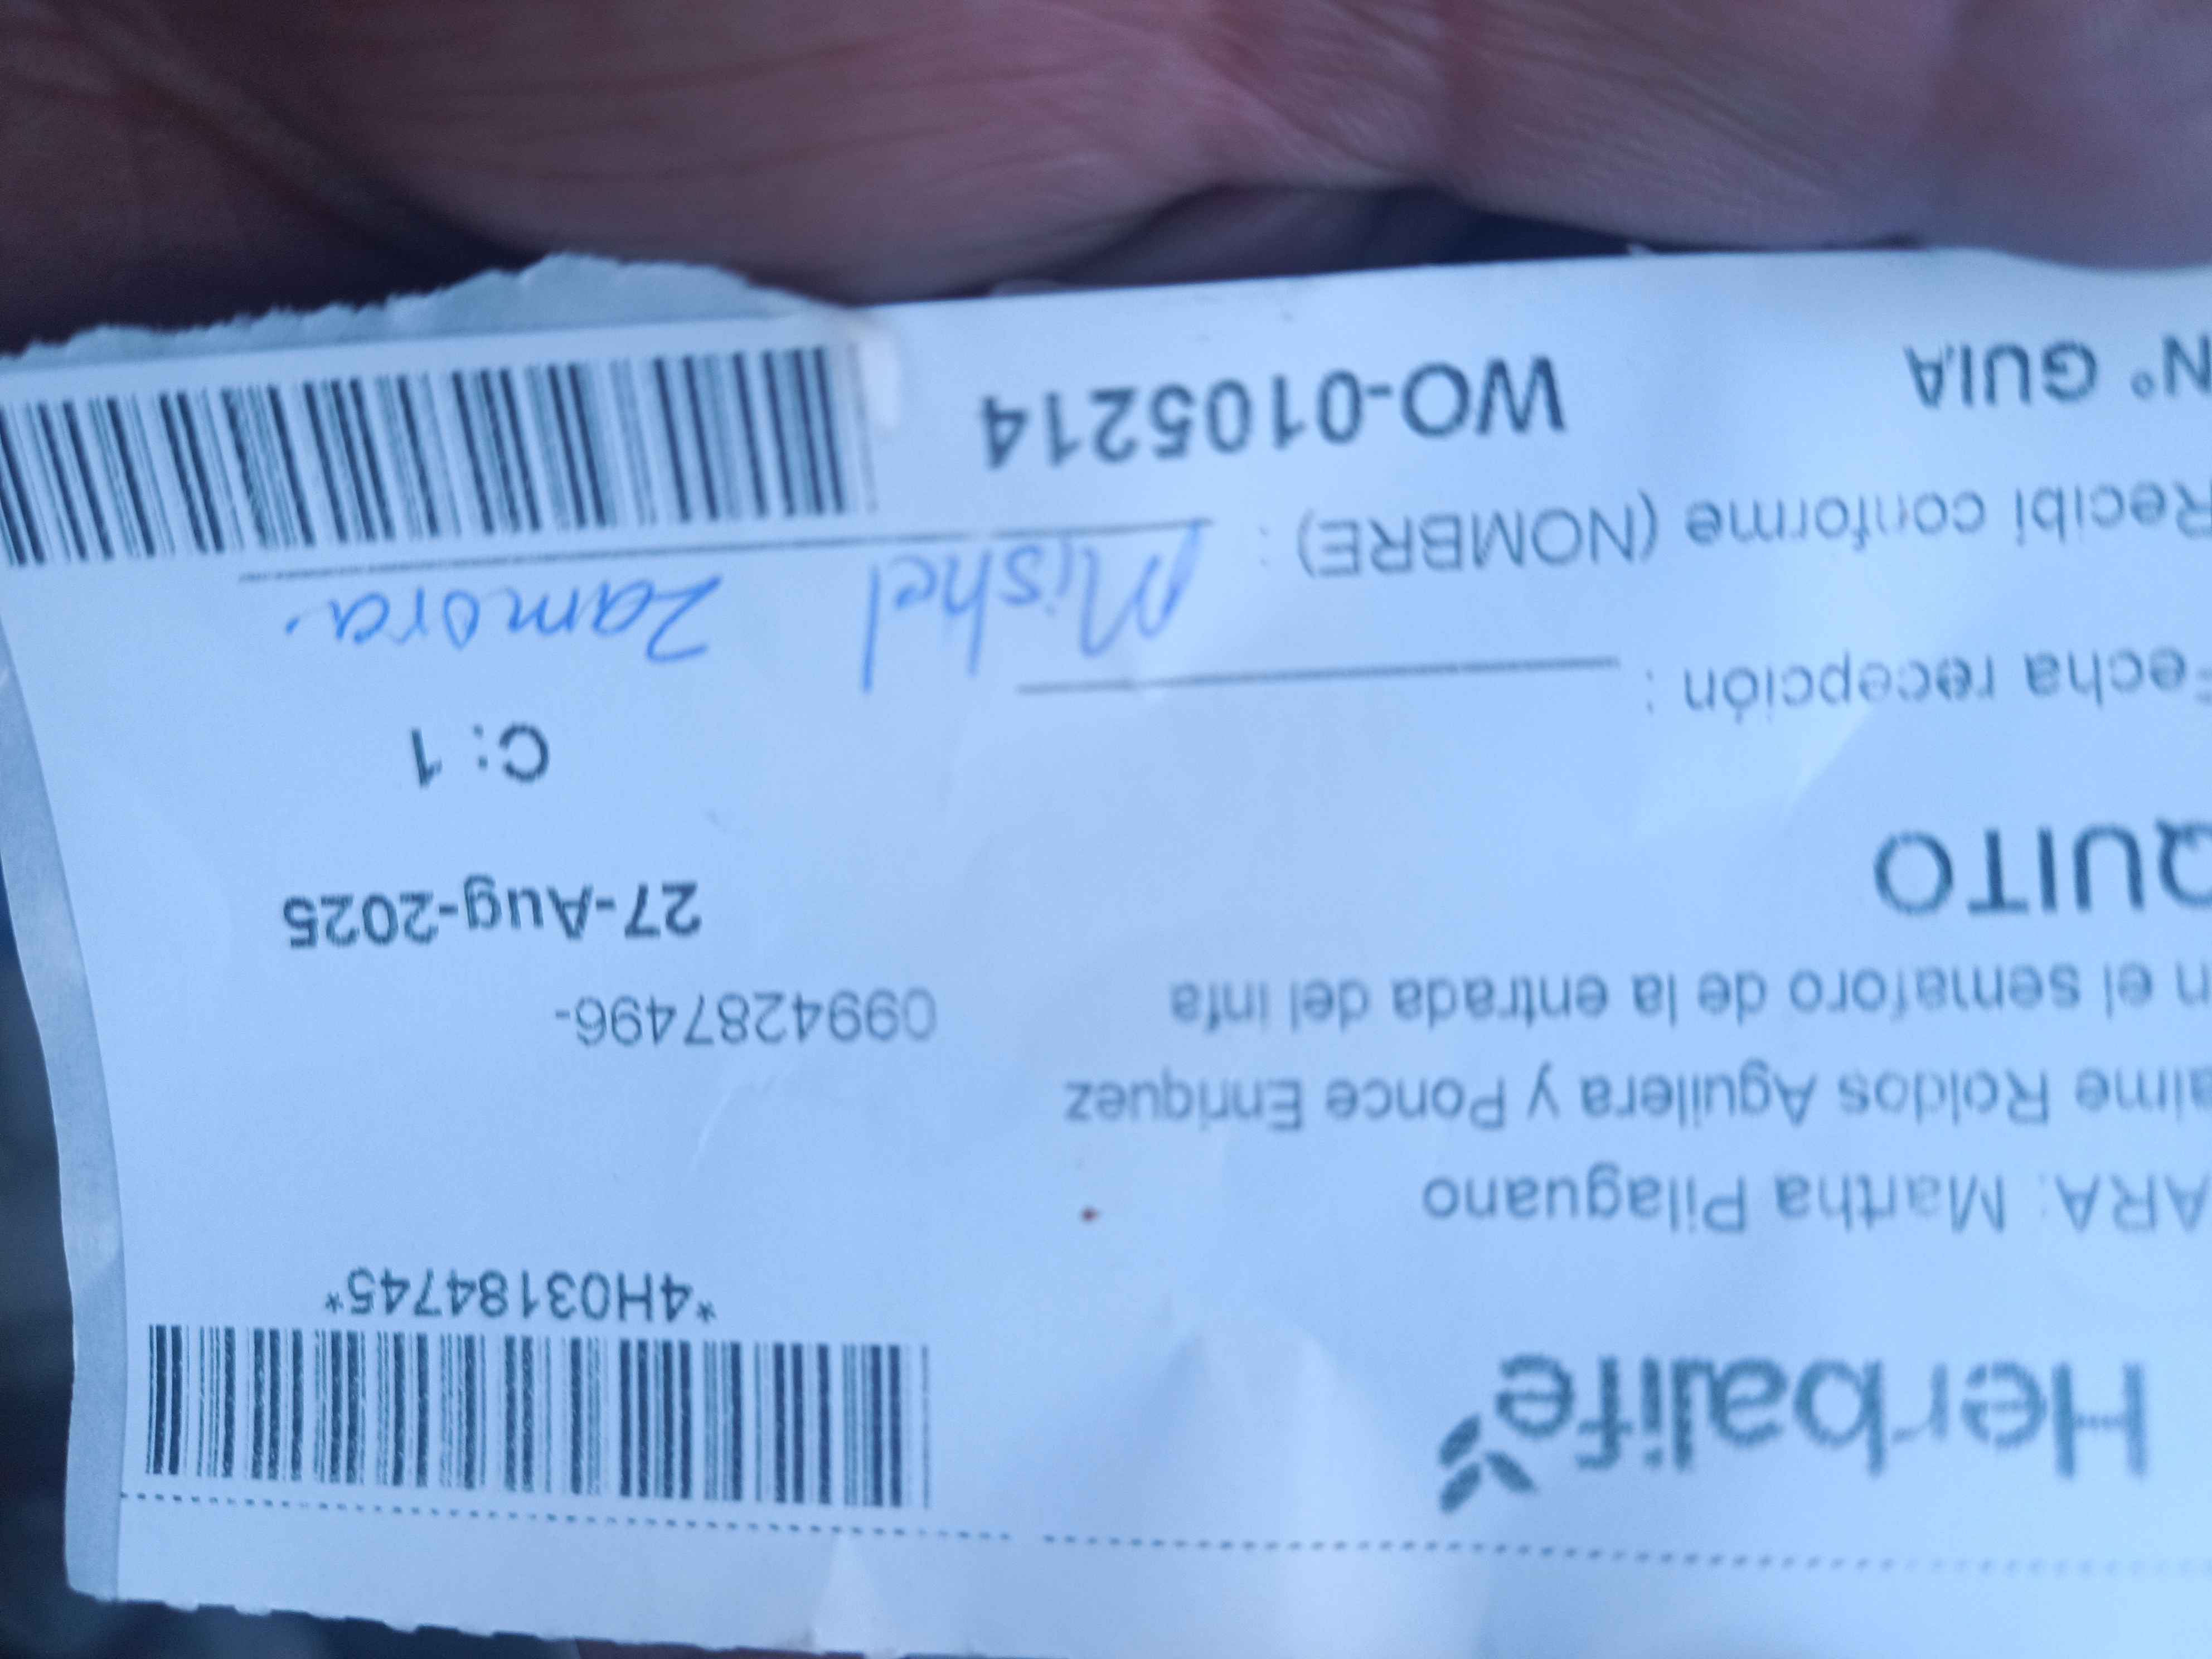 Herbalife
*4H03184745*
ARA: Martha Pilaguano
aime Roldos Aguilera y Ponce Enriquez
n el semaforo de la entrada del infa 0994287496-
QUITO 27-Aug-2025
C: 1
Fecha recepción :
Recibi conforme (NOMBRE) : Mishel Zamora.
N° GUIA WO-0105214